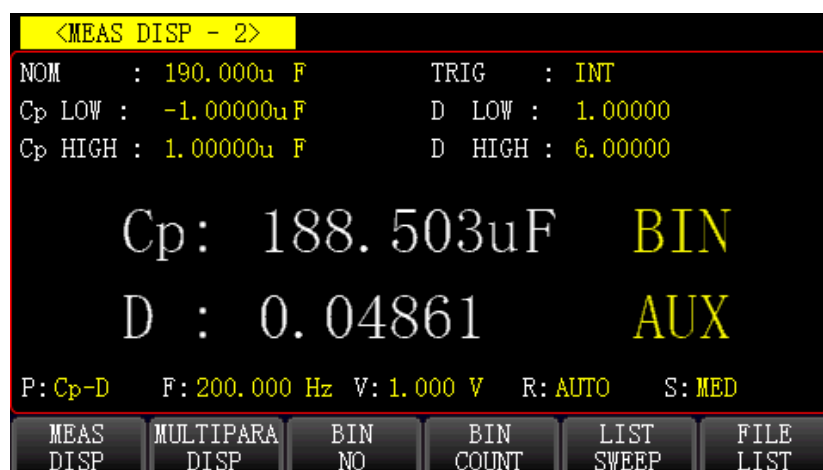 <MEAS DISP - 2>
NOM : 190.000u F TRIG : INT
Cp LOW : -1.00000u F D LOW : 1.00000
Cp HIGH : 1.00000u F D HIGH : 6.00000
Cp: 188.503uF BIN
D : 0.04861 AUX
P:Cp-D F:200.000 Hz V:1.000 V R:AUTO S:MED
MEAS MULTIPARA BIN BIN LIST FILE
DISP DISP NO COUNT SWEEP LIST